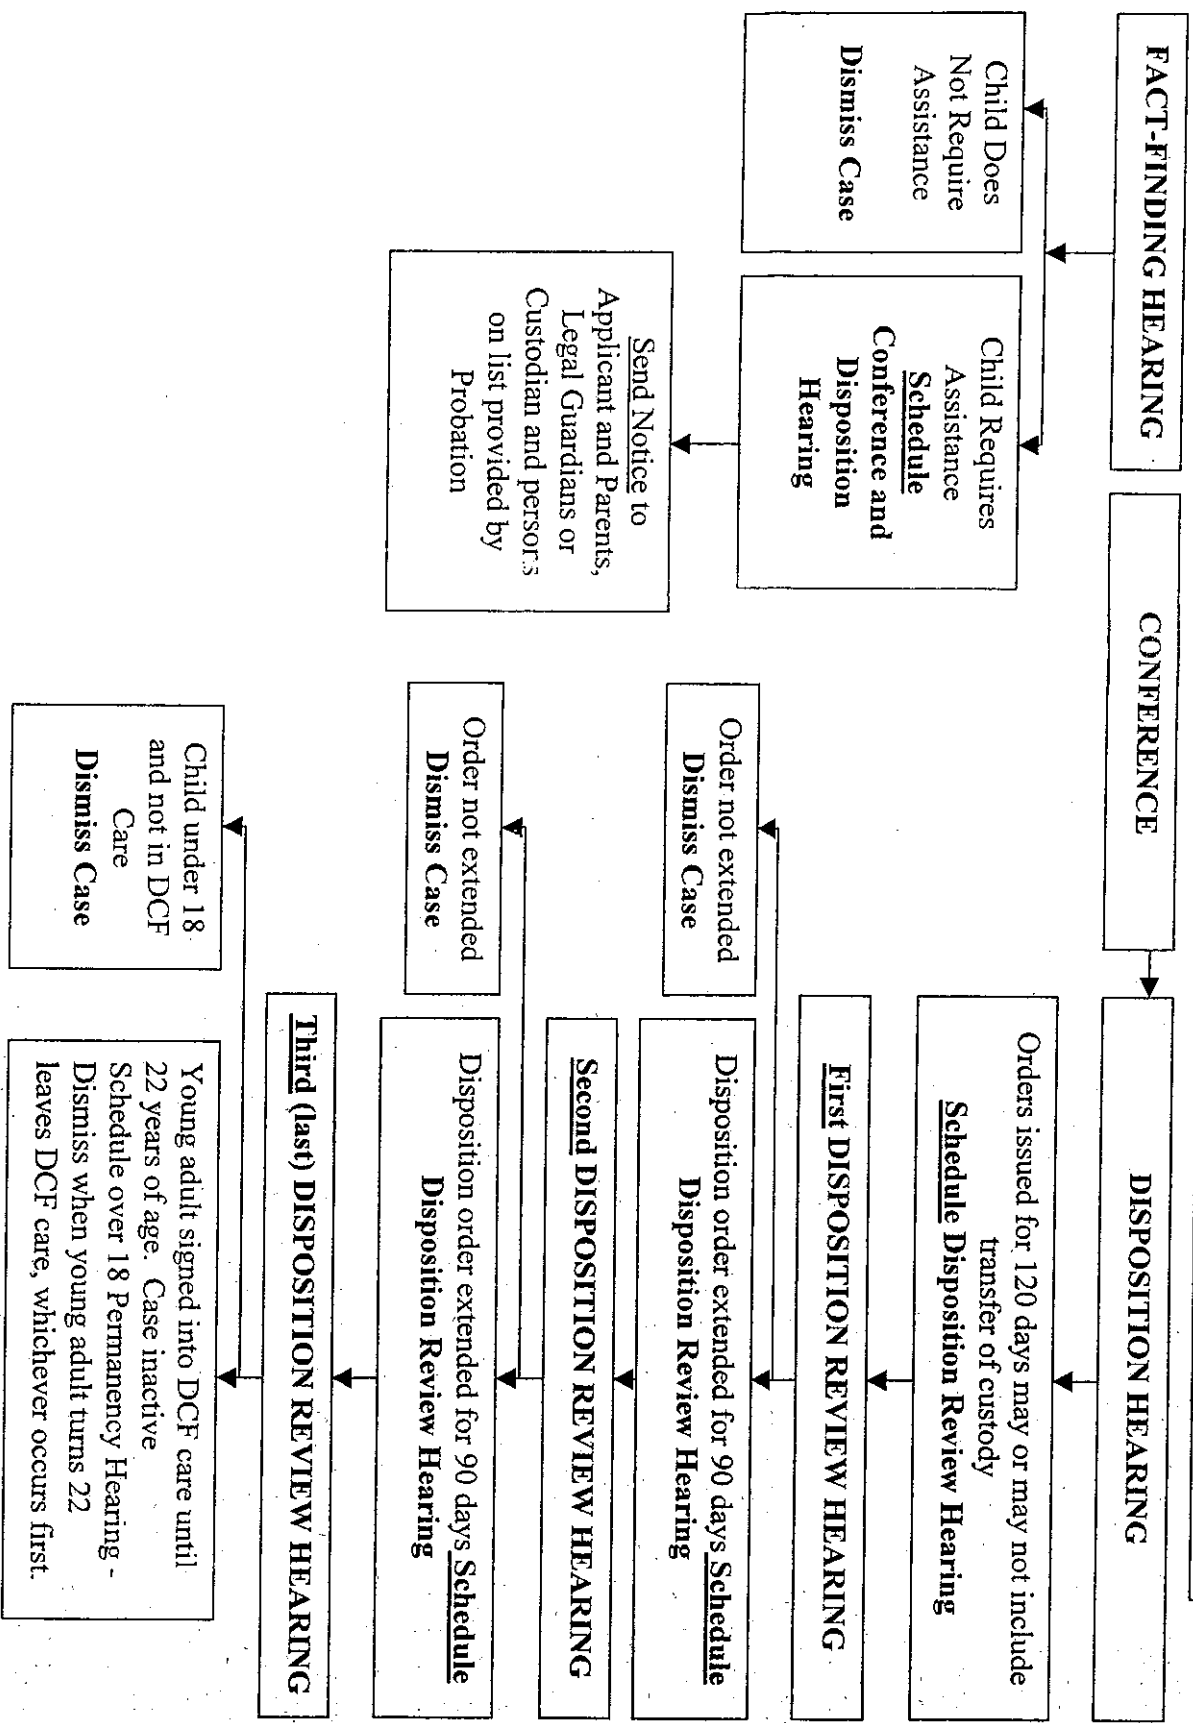 FACT-FINDING HEARING
Child Does
Not Require
Assistance
Dismiss Case
Child Requires
Assistance
Schedule
Conference and
Disposition
Hearing
Send Notice to
Applicant and Parents,
Legal Guardians or
Custodian and persons
on list provided by
Probation
CONFERENCE
DISPOSITION HEARING
Orders issued for 120 days may or may not include
transfer of custody
Schedule Disposition Review Hearing
First DISPOSITION REVIEW HEARING
Order not extended
Dismiss Case
Disposition order extended for 90 days Schedule
Disposition Review Hearing
Second DISPOSITION REVIEW HEARING
Order not extended
Dismiss Case
Disposition order extended for 90 days Schedule
Disposition Review Hearing
Third (last) DISPOSITION REVIEW HEARING
Child under 18
and not in DCF
Care
Dismiss Case
Young adult signed into DCF care until
22 years of age. Case inactive
Schedule over 18 Permanency Hearing -
Dismiss when young adult turns 22
leaves DCF care, whichever occurs first.